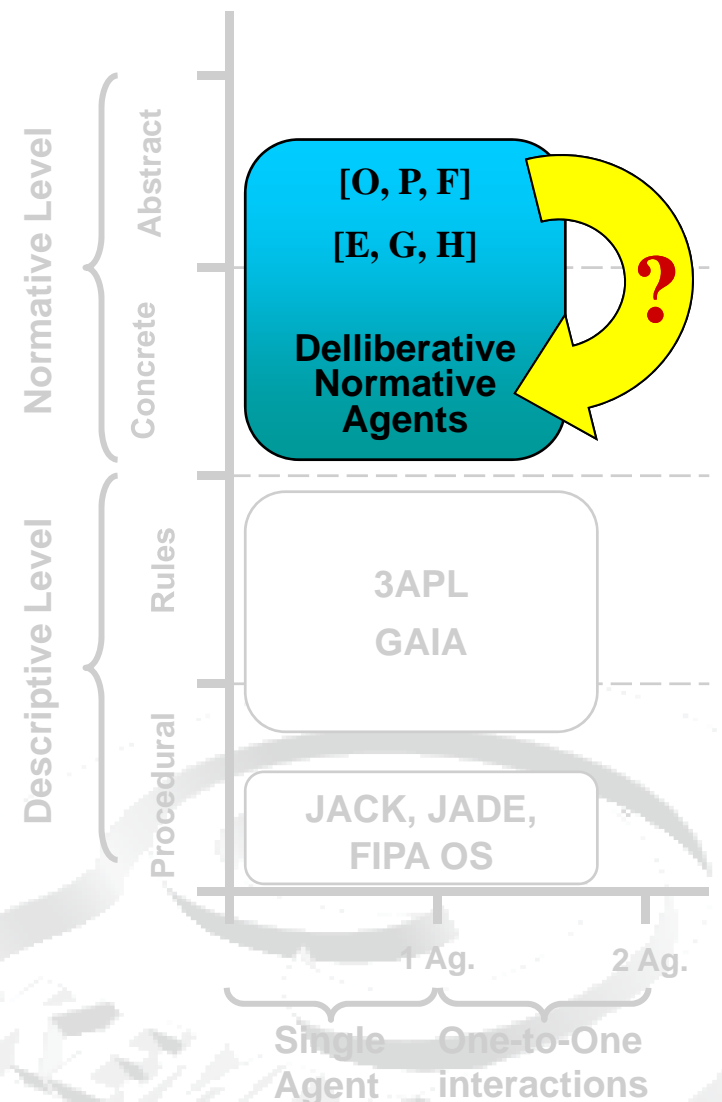 Normative Level
Abstract
Concrete
[O, P, F]
[E, G, H]
Delliberative
Normative
Agents
?
Descriptive Level
Rules
Procedural
3APL
GAIA
JACK, JADE,
FIPA OS
1 Ag.
2 Ag.
Single
Agent
One-to-One
interactions